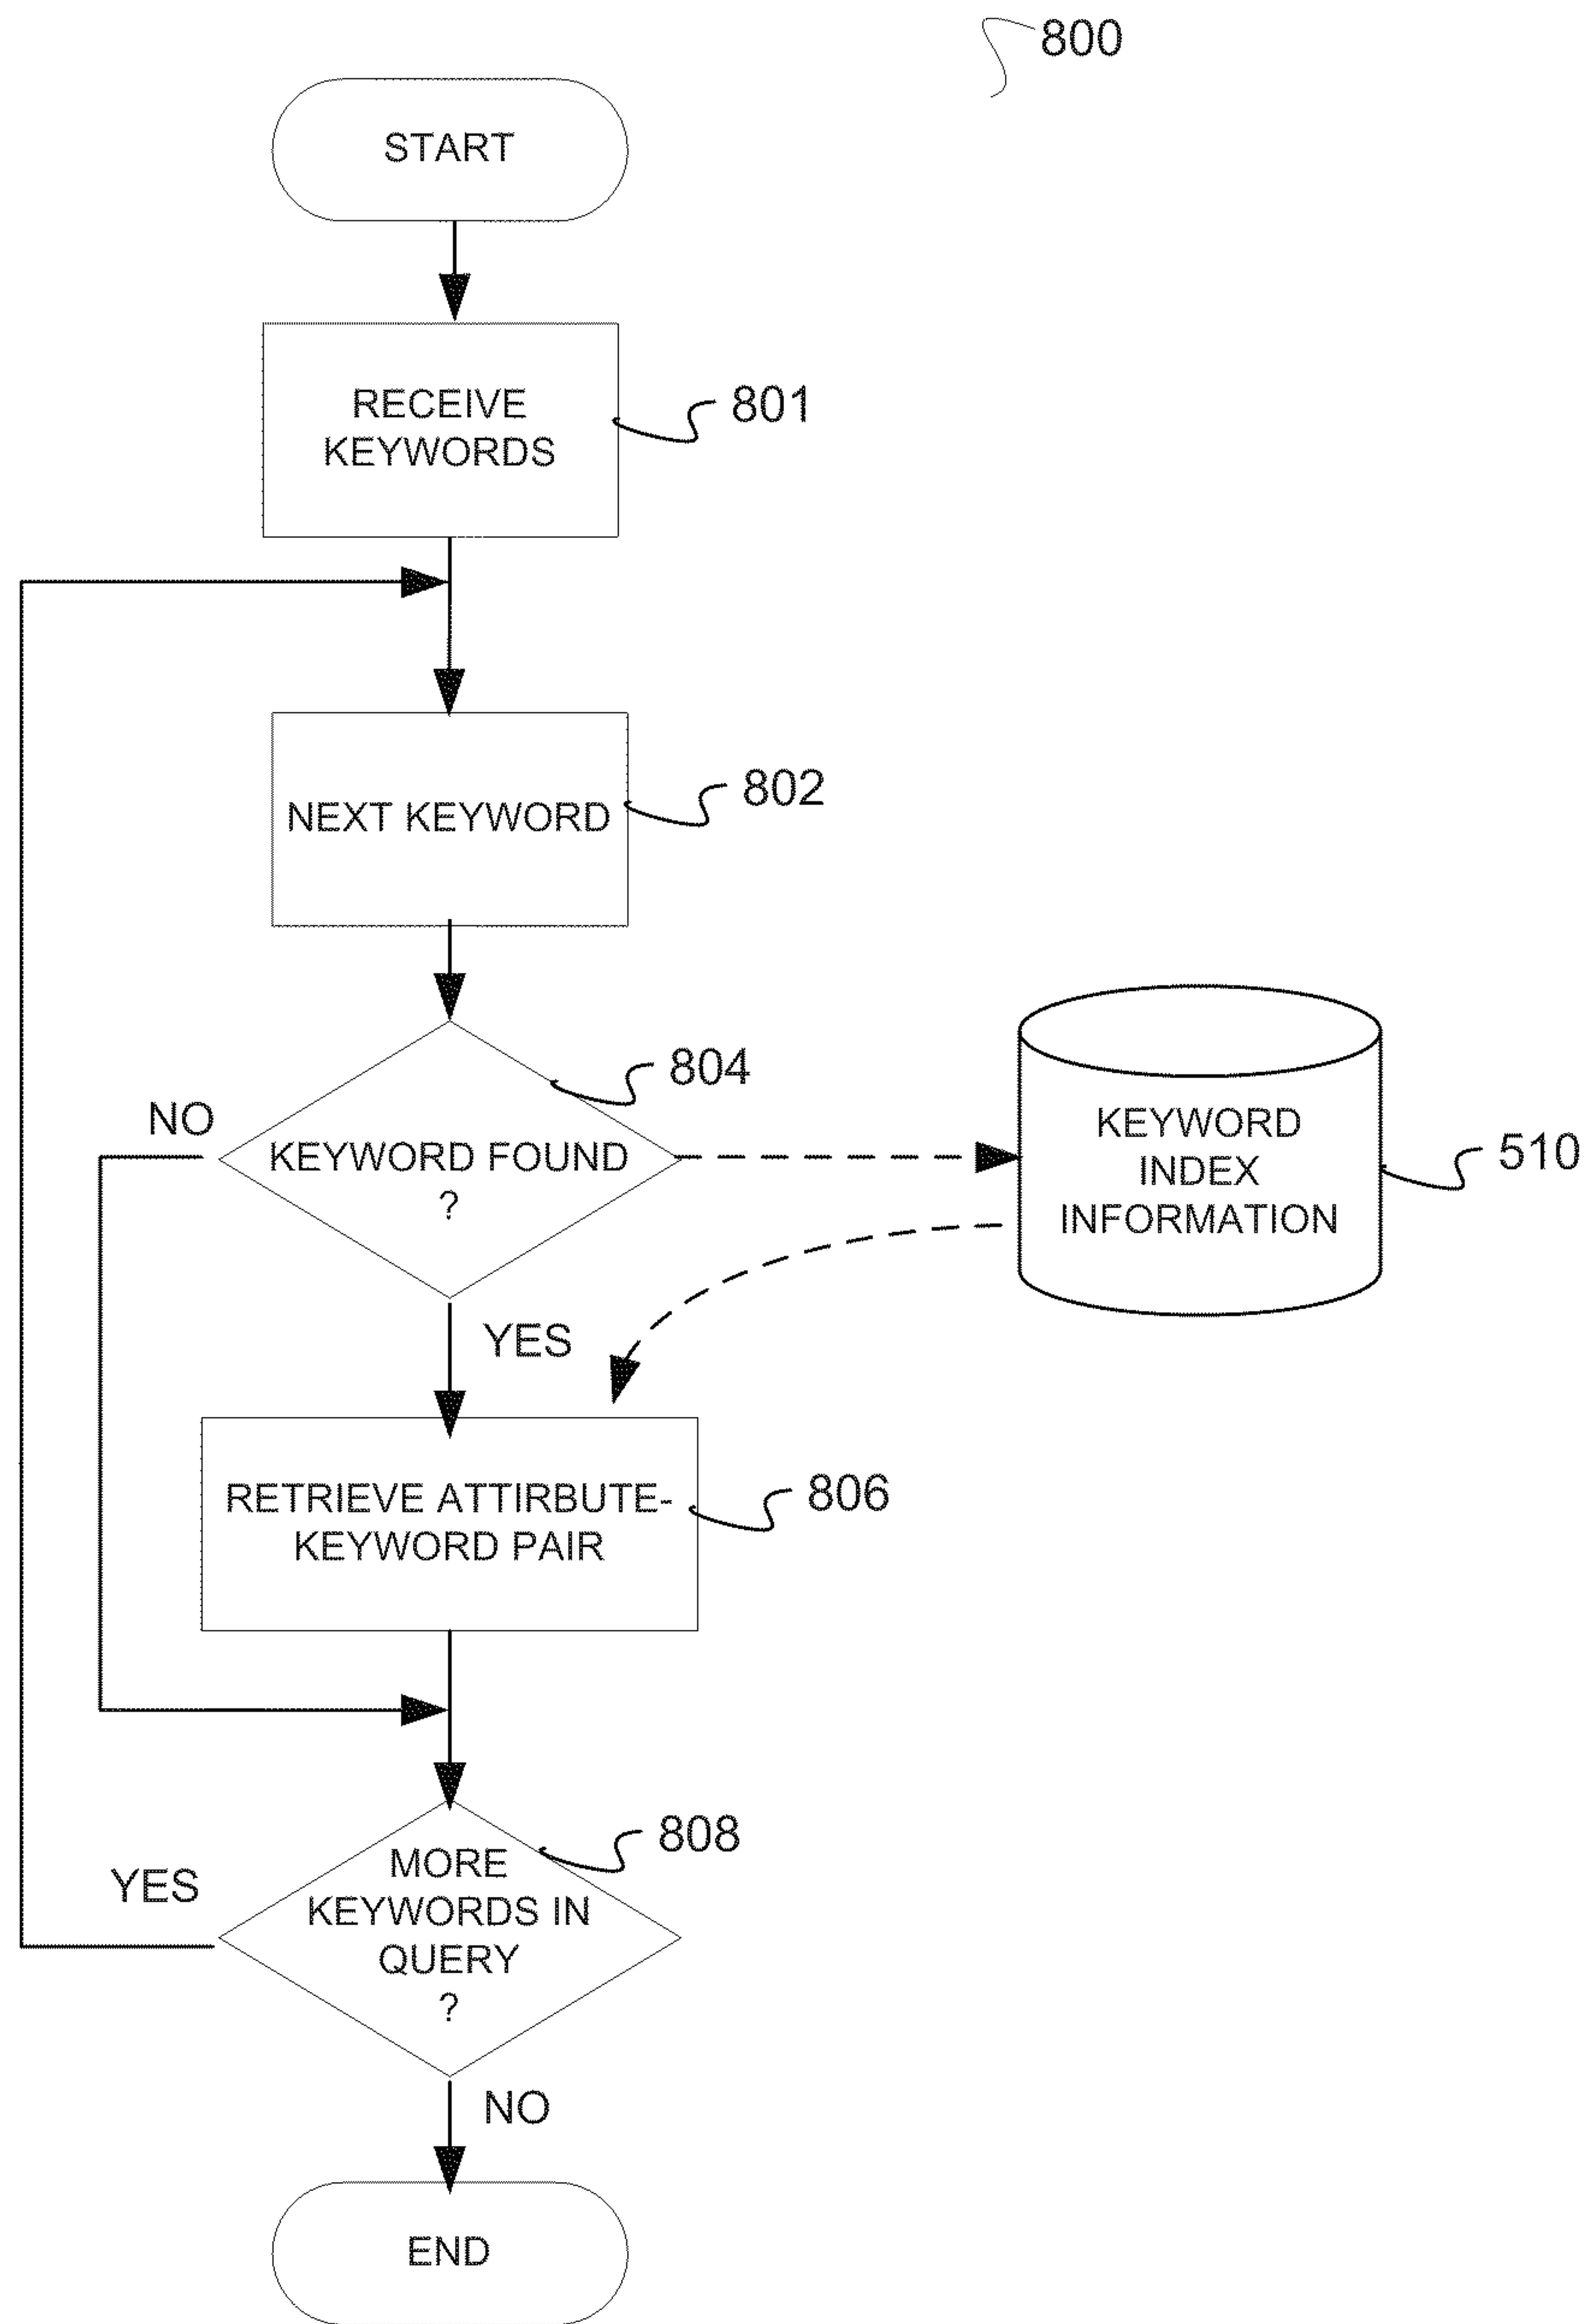 800
START
RECEIVE
KEYWORDS
801
NEXT KEYWORD
802
804
NO
KEYWORD FOUND
?
KEYWORD
INDEX
INFORMATION
510
YES
RETRIEVE ATTIRBUTE-
KEYWORD PAIR
806
808
YES
MORE
KEYWORDS IN
QUERY
?
NO
END